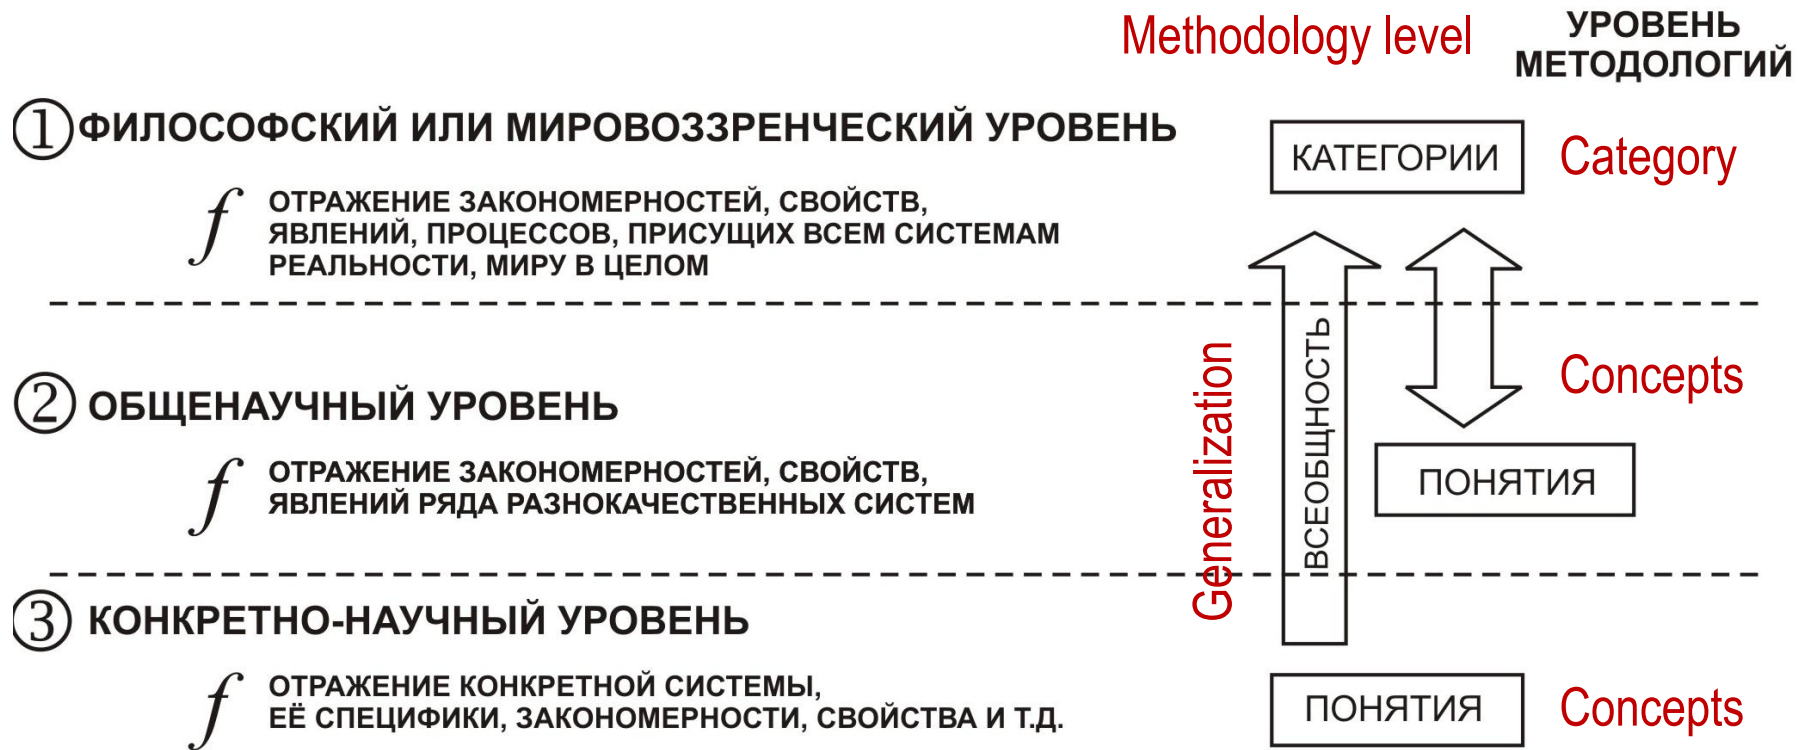 Methodology level
УРОВЕНЬ
МЕТОДОЛОГИЙ
① ФИЛОСОФСКИЙ ИЛИ МИРОВОЗЗРЕНЧЕСКИЙ УРОВЕНЬ
КАТЕГОРИИ
Category
f
ОТРАЖЕНИЕ ЗАКОНОМЕРНОСТЕЙ, СВОЙСТВ,
ЯВЛЕНИЙ, ПРОЦЕССОВ, ПРИСУЩИХ ВСЕМ СИСТЕМАМ
РЕАЛЬНОСТИ, МИРУ В ЦЕЛОМ
Generalization
ВСЕОБЩНОСТЬ
Concepts
② ОБЩЕНАУЧНЫЙ УРОВЕНЬ
ПОНЯТИЯ
f
ОТРАЖЕНИЕ ЗАКОНОМЕРНОСТЕЙ, СВОЙСТВ,
ЯВЛЕНИЙ РЯДА РАЗНОКАЧЕСТВЕННЫХ СИСТЕМ
③ КОНКРЕТНО-НАУЧНЫЙ УРОВЕНЬ
f
ОТРАЖЕНИЕ КОНКРЕТНОЙ СИСТЕМЫ,
ЕЁ СПЕЦИФИКИ, ЗАКОНОМЕРНОСТИ, СВОЙСТВА И Т.Д.
ПОНЯТИЯ
Concepts